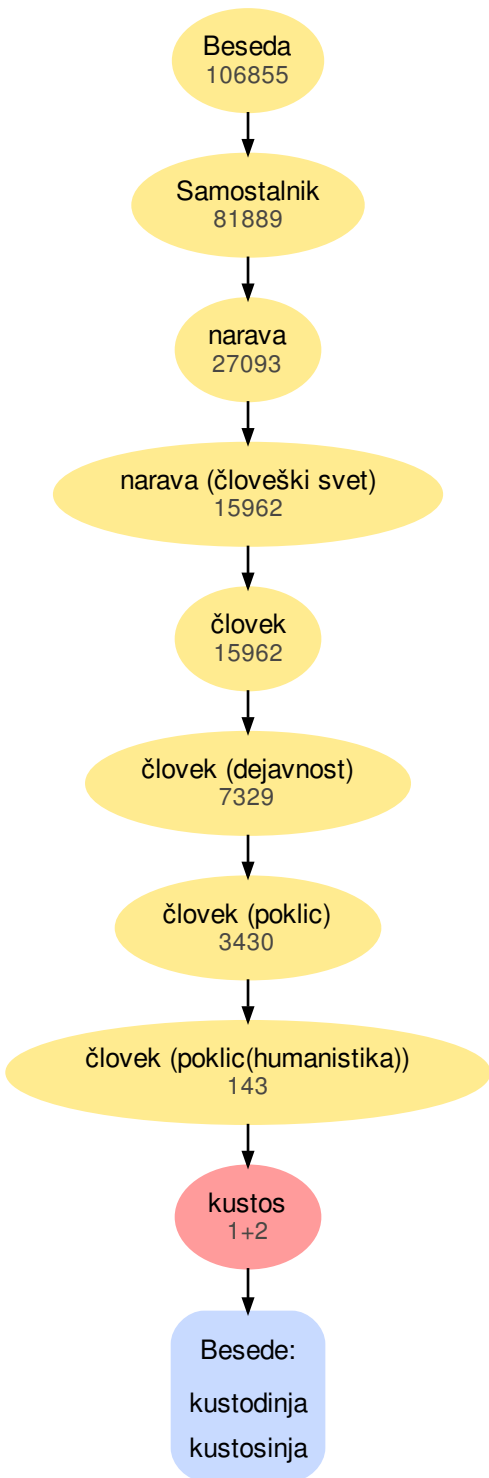 Beseda
106855
Samostalnik
81889
narava
27093
narava (človeški svet)
15962
človek
15962
človek (dejavnost)
7329
človek (poklic)
3430
človek (poklic(humanistika))
143
kustos
1+2
Besede:
kustodinja
kustosinja